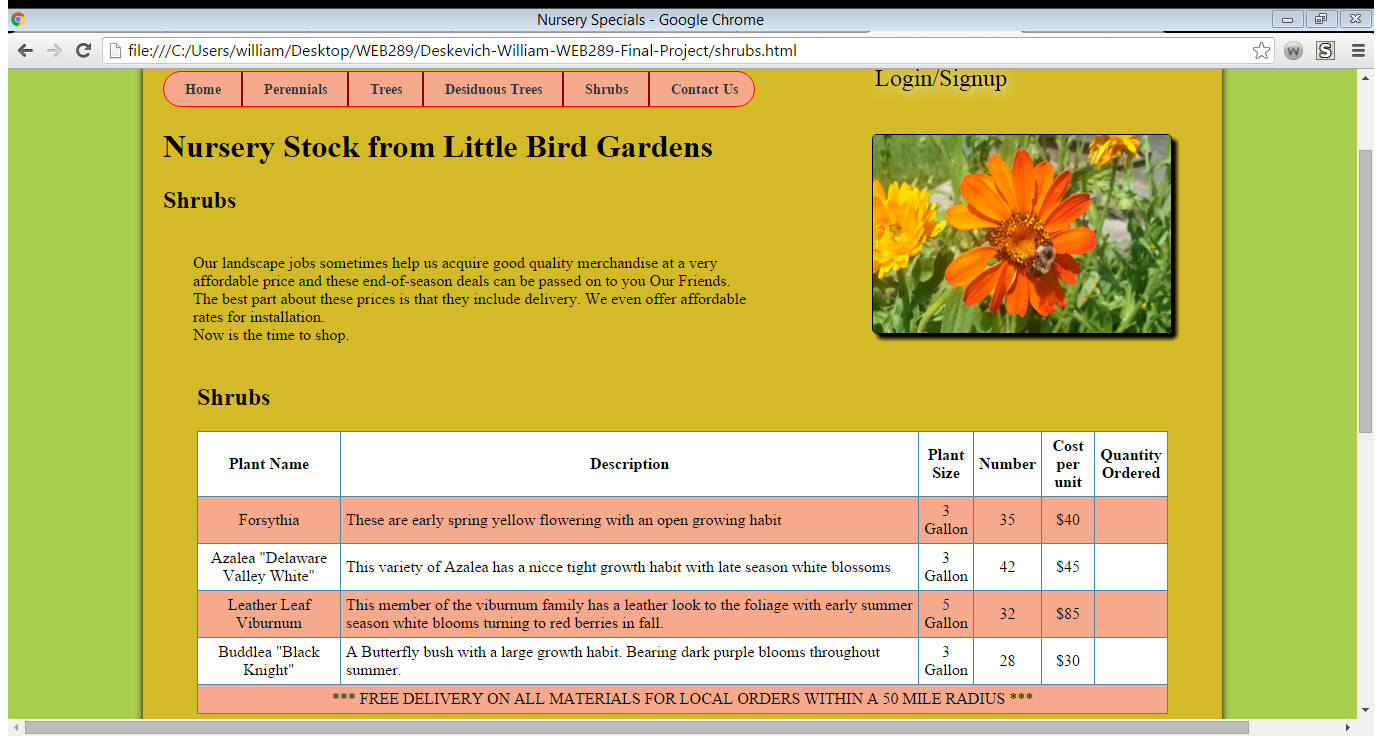 Nursery Specials - Google Chrome
file:///C:/Users/william/Desktop/WEB289/Deskevich-William-WEB289-Final-Project/shrubs.html
W S
Home Perennials Trees Desiduous Trees Shrubs Contact Us
Login/Signup
Nursery Stock from Little Bird Gardens
Shrubs
Our landscape jobs sometimes help us acquire good quality merchandise at a very
affordable price and these end-of-season deals can be passed on to you Our Friends.
The best part about these prices is that they include delivery. We even offer affordable
rates for installation.
Now is the time to shop.
Shrubs
Plant Name Description Plant Size Number Cost per unit Quantity Ordered
Forsythia These are early spring yellow flowering with an open growing habit 3 Gallon 35 $40
Azalea "Delaware Valley White" This variety of Azalea has a nicce tight growth habit with late season white blossoms 3 Gallon 42 $45
Leather Leaf Viburnum This member of the viburnum family has a leather look to the foliage with early summer season white blooms turning to red berries in fall. 5 Gallon 32 $85
Buddlea "Black Knight" A Butterfly bush with a large growth habit. Bearing dark purple blooms throughout summer. 3 Gallon 28 $30
*** FREE DELIVERY ON ALL MATERIALS FOR LOCAL ORDERS WITHIN A 50 MILE RADIUS ***